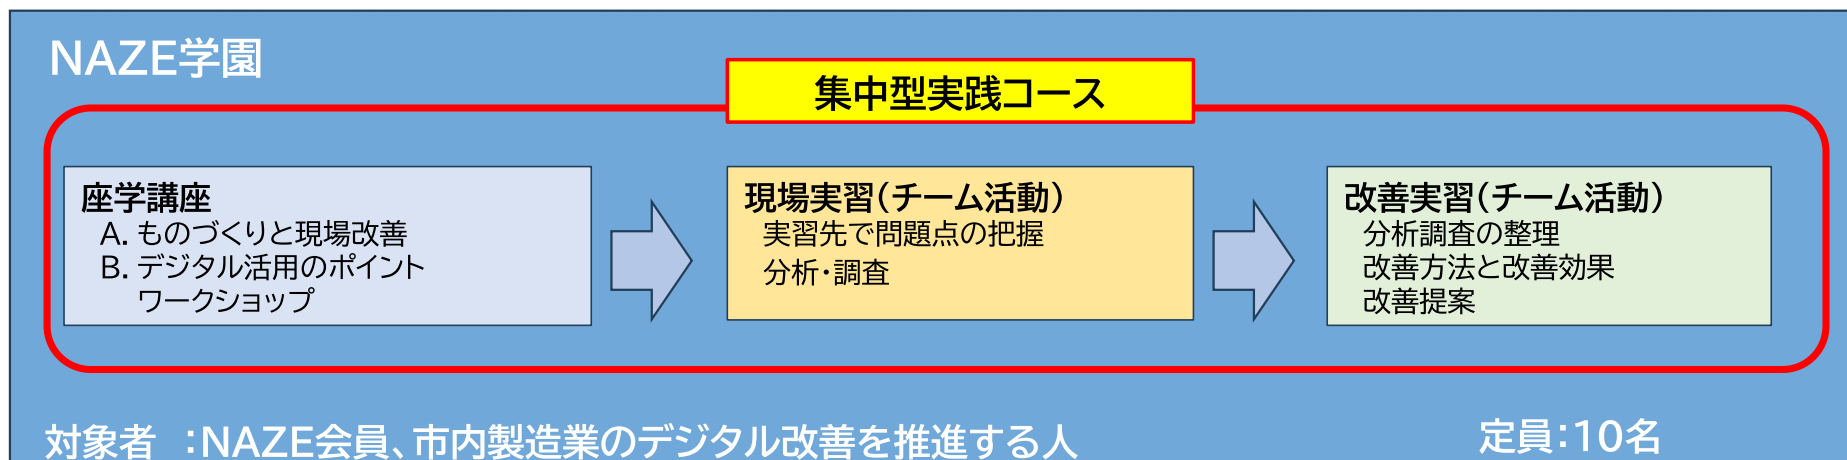 NAZE学園
集中型実践コース
座学講座
A. ものづくりと現場改善
B. デジタル活用のポイント
ワークショップ
現場実習(チーム活動)
実習先で問題点の把握
分析・調査
改善実習(チーム活動)
分析調査の整理
改善方法と改善効果
改善提案
対象者 :NAZE会員、市内製造業のデジタル改善を推進する人
定員:10名